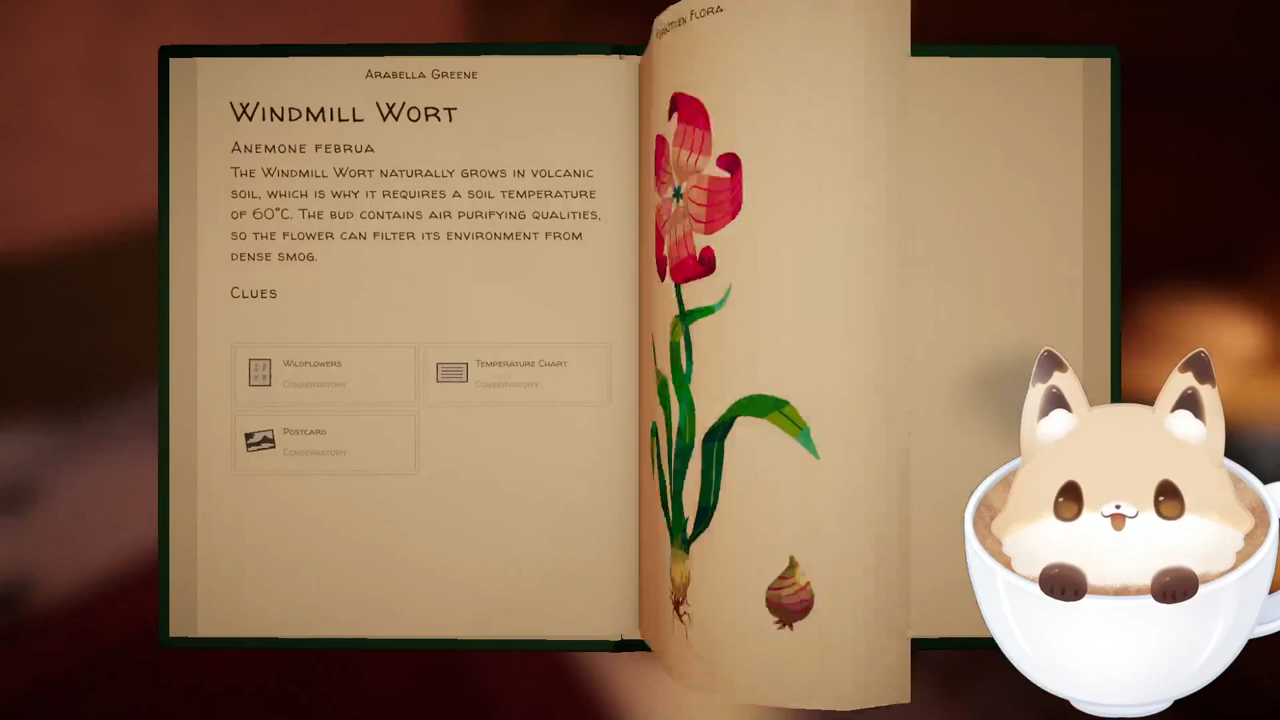 Arabella Greene
Windmill Wort
Anemone februa
The Windmill Wort naturally grows in volcanic
soil, which is why it requires a soil temperature
of 60°C. The bud contains air purifying qualities,
so the flower can filter its environment from
dense smog.
Clues
Wildflowers
Conservatory
Temperature Chart
Conservatory
Postcard
Conservatory
Flora